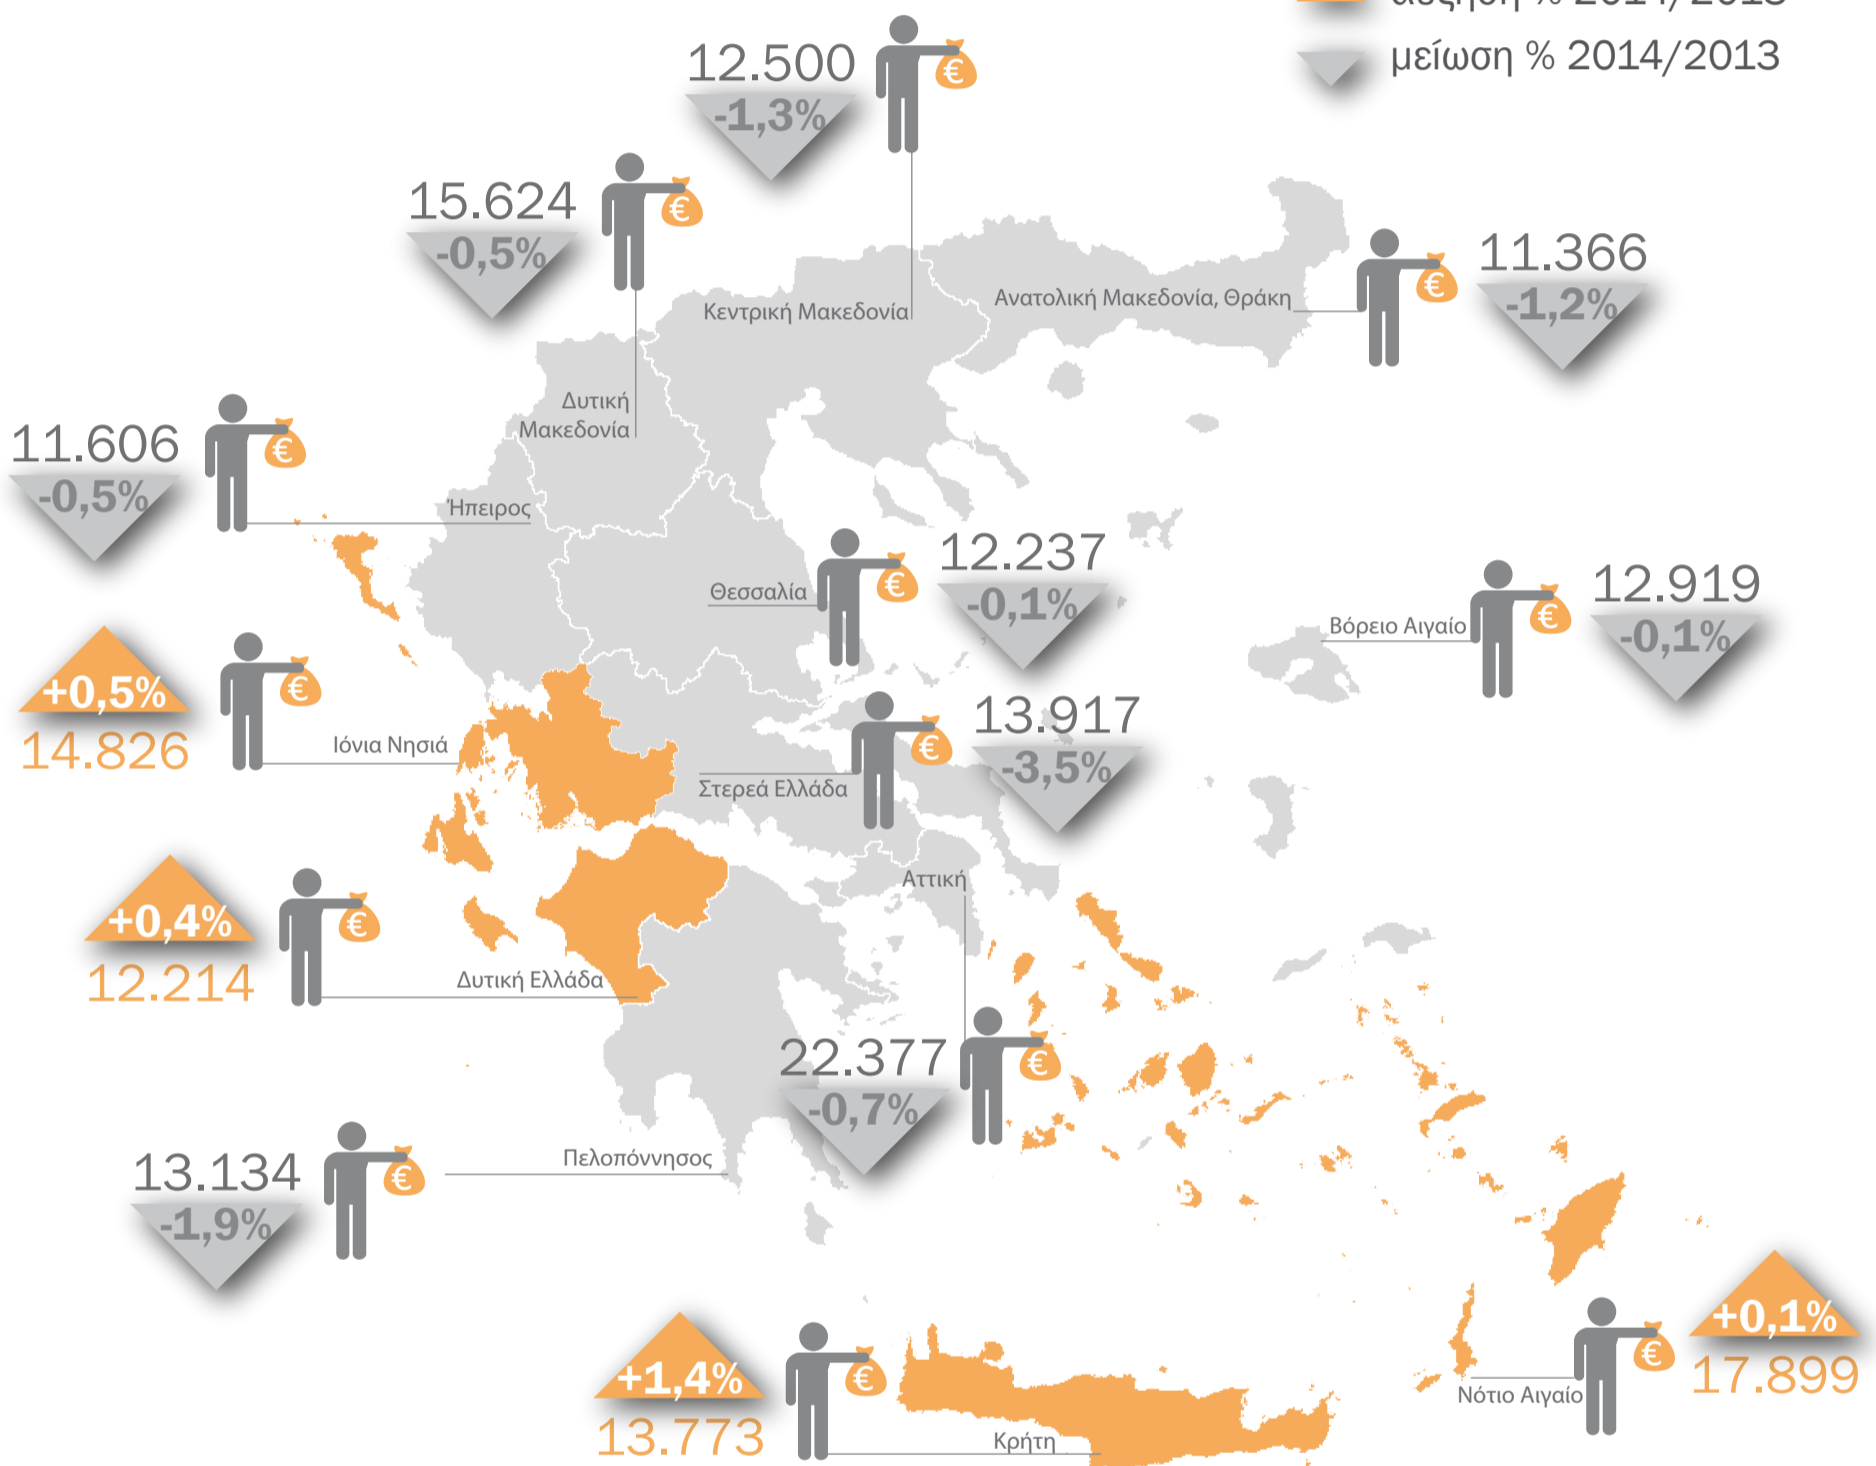 αύξηση % 2014/2013
μείωση % 2014/2013
12.500
-1,3%
15.624
-0,5%
11.366
-1,2%
Κεντρική Μακεδονία
Ανατολική Μακεδονία, Θράκη
Δυτική
Μακεδονία
11.606
-0,5%
Ήπειρος
12.237
-0,1%
Θεσσαλία
12.919
-0,1%
Βόρειο Αιγαίο
+0,5%
14.826
Ιόνια Νησιά
13.917
-3,5%
Στερεά Ελλάδα
Αττική
+0,4%
12.214
Δυτική Ελλάδα
22.377
-0,7%
13.134
-1,9%
Πελοπόννησος
+0,1%
17.899
Νότιο Αιγαίο
+1,4%
13.773
Κρήτη
€
€
€
€
€
€
€
€
€
€
€
€
€